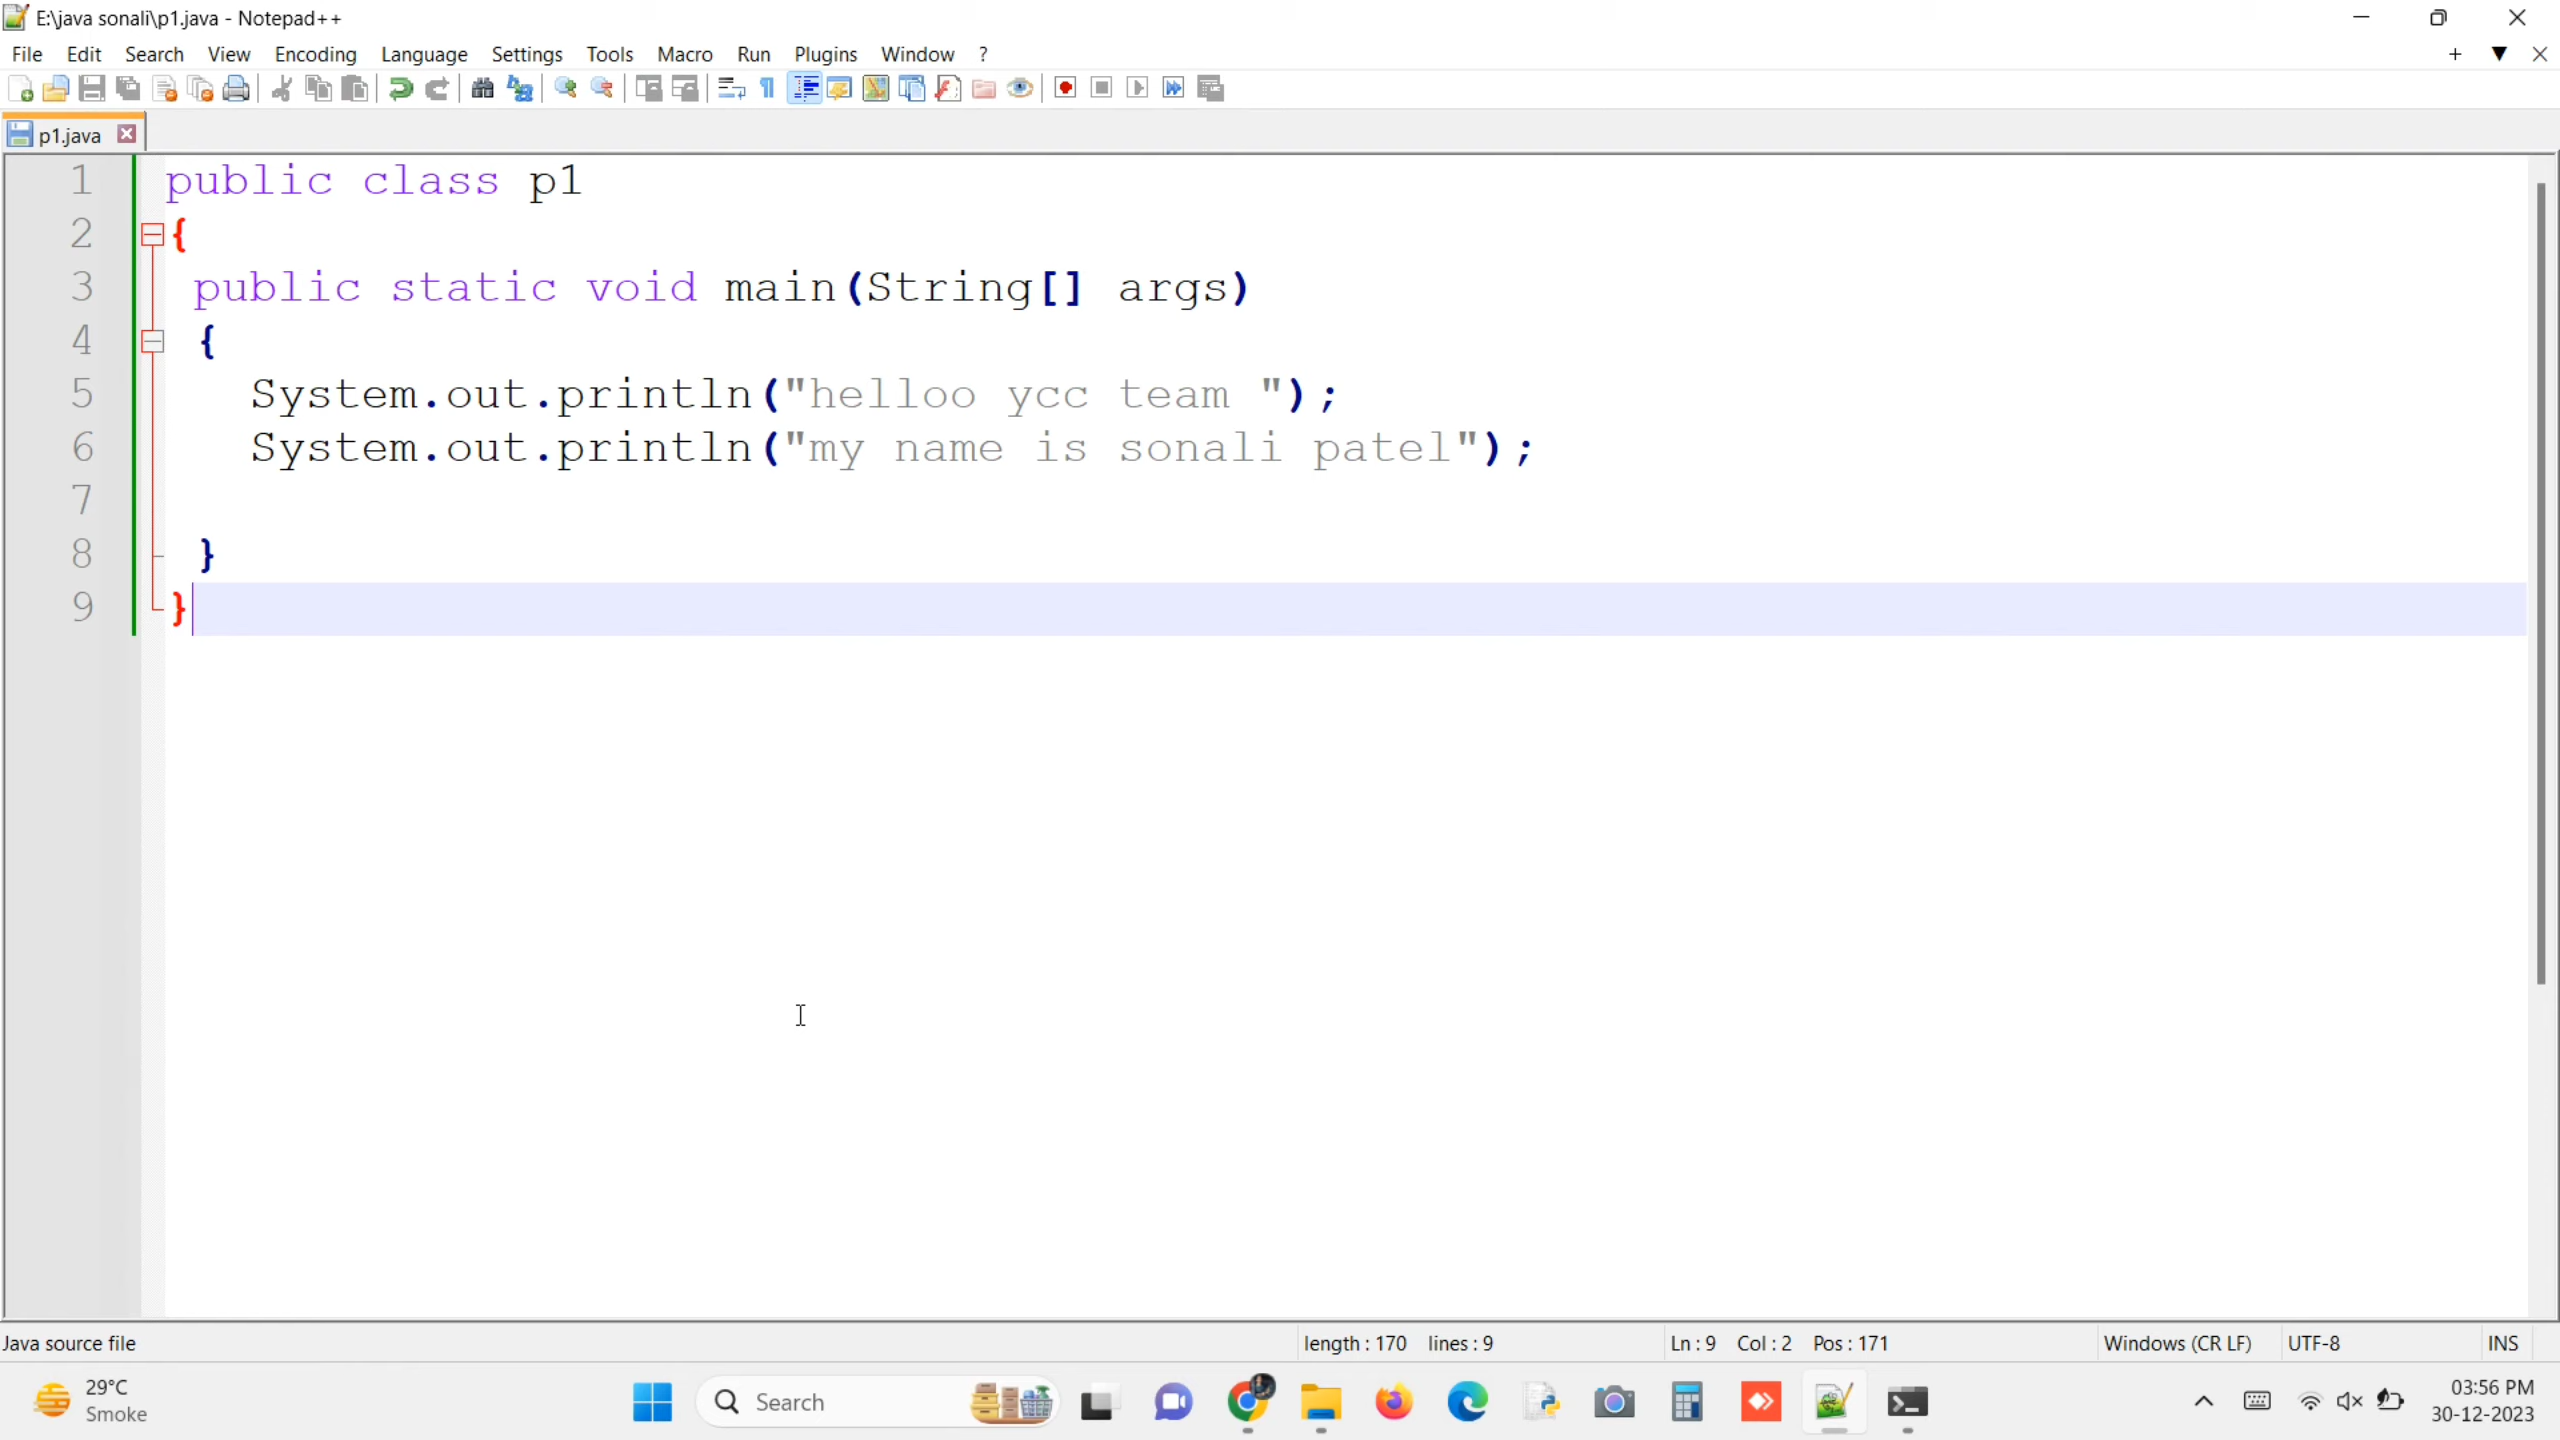 E:\java sonali\p1.java - Notepad++
File Edit Search View Encoding Language Settings Tools Macro Run Plugins Window ?
p1.java
1 public class p1
2 {
3 public static void main(String[] args)
4 {
5 System.out.println("helloo ycc team ");
6 System.out.println("my name is sonali patel");
7
8 }
9 }
Java source file length : 170 lines : 9 Ln : 9 Col : 2 Pos : 171 Windows (CR LF) UTF-8 INS
29°C
Smoke
Search
03:56 PM
30-12-2023